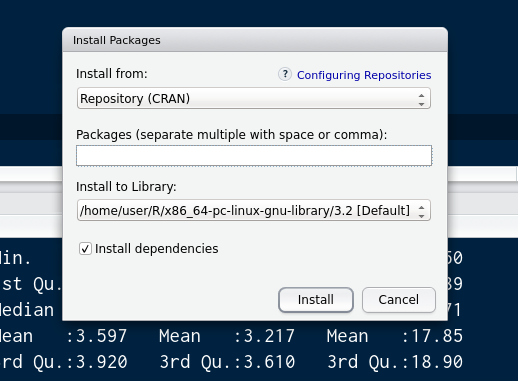 Install Packages
Install from:
? Configuring Repositories
Repository (CRAN)
Packages (separate multiple with space or comma):
Install to Library:
/home/user/R/x86_64-pc-linux-gnu-library/3.2 [Default]
Install dependencies
Install Cancel
in. 50
st Qu. 39
Median 71
Mean :3.597 Mean :3.217 Mean :17.85
3rd Qu.:3.920 3rd Qu.:3.610 3rd Qu.:18.90